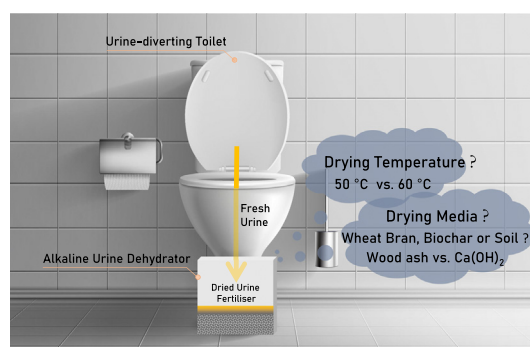 Urine-diverting Toilet
Drying Temperature ?
50 °C vs. 60 °C
Fresh
Urine
Drying Media ?
Wheat Bran, Biochar or Soil ?
Wood ash vs. Ca(OH)₂
Alkaline Urine Dehydrator
Dried Urine
Fertiliser